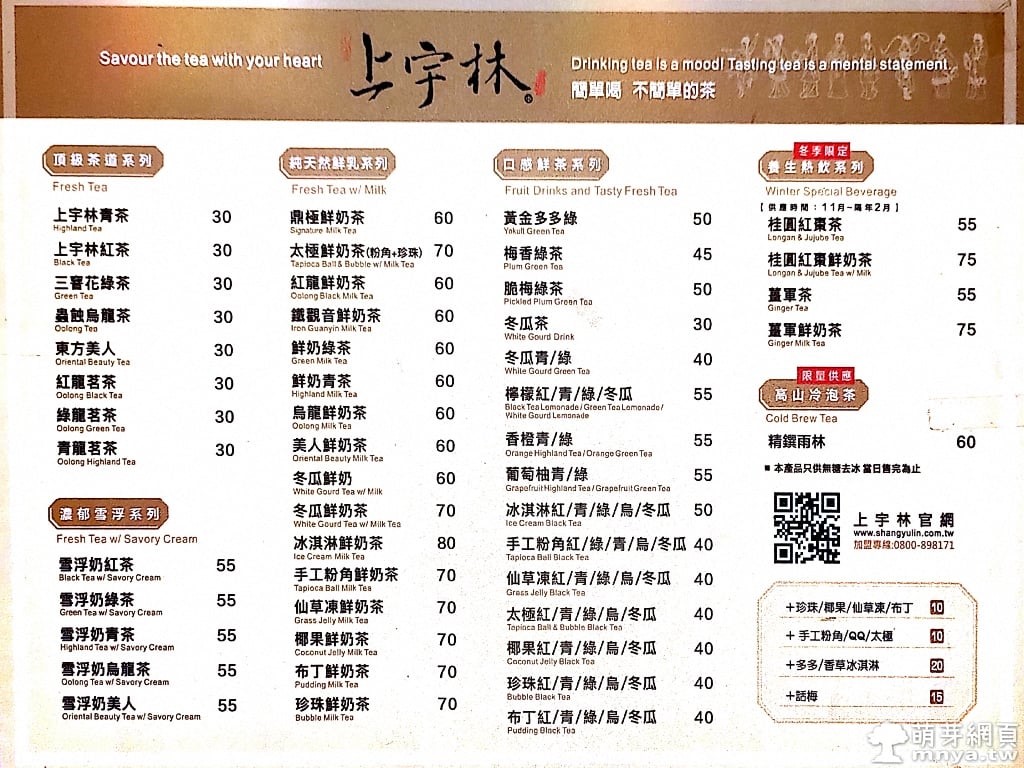 Savour the tea with your heart
上宇林
Drinking tea is a mood! Tasting tea is a mental statement.
簡單喝 不簡單的茶
頂級茶道系列
Fresh Tea
上宇林青茶 30
Highland Tea
上宇林紅茶 30
Black Tea
三窨花綠茶 30
Green Tea
蟲蝕烏龍茶 30
Oolong Tea
東方美人 30
Oriental Beauty Tea
紅龍茗茶 30
Oolong Black Tea
綠龍茗茶 30
Oolong Green Tea
青龍茗茶 30
Oolong Highland Tea
濃郁雪浮系列
Fresh Tea w/ Savory Cream
雪浮奶紅茶 55
Black Tea w/ Savory Cream
雪浮奶綠茶 55
Green Tea w/ Savory Cream
雪浮奶青茶 55
Highland Tea w/ Savory Cream
雪浮奶烏龍茶 55
Oolong Tea w/ Savory Cream
雪浮奶美人 55
Oriental Beauty Tea w/ Savory Cream
純天然鮮乳系列
Fresh Tea w/ Milk
鼎極鮮奶茶 60
Signature Milk Tea
太極鮮奶茶(粉角+珍珠) 70
Tapioca Ball & Bubble w/ Milk Tea
紅龍鮮奶茶 60
Oolong Black Milk Tea
鐵觀音鮮奶茶 60
Iron Guanyin Milk Tea
鮮奶綠茶 60
Green Milk Tea
鮮奶青茶 60
Highland Milk Tea
烏龍鮮奶茶 60
Oolong Milk Tea
美人鮮奶茶 60
Oriental Beauty Milk Tea
冬瓜鮮奶 60
White Gourd Tea w/ Milk
冬瓜鮮奶茶 70
White Gourd Tea w/ Milk Tea
冰淇淋鮮奶茶 80
Ice Cream Milk Tea
手工粉角鮮奶茶 70
Tapioca Ball Milk Tea
仙草凍鮮奶茶 70
Grass Jelly Milk Tea
椰果鮮奶茶 70
Coconut Jelly Milk Tea
布丁鮮奶茶 70
Pudding Milk Tea
珍珠鮮奶茶 70
Bubble Milk Tea
口感鮮茶系列
Fruit Drinks and Tasty Fresh Tea
黃金多多綠 50
Yakult Green Tea
梅香綠茶 45
Plum Green Tea
脆梅綠茶 50
Pickled Plum Green Tea
冬瓜茶 30
White Gourd Drink
冬瓜青/綠 40
White Gourd Green Tea
檸檬紅/青/綠/冬瓜 55
Black Tea Lemonade / Green Tea Lemonade /
White Gourd Lemonade
香橙青/綠 55
Orange Highland Tea / Orange Green Tea
葡萄柚青/綠 55
Grapefruit Highland Tea / Grapefruit Green Tea
冰淇淋紅/青/綠/烏/冬瓜 50
Ice Cream Black Tea
手工粉角紅/綠/青/烏/冬瓜 40
Tapioca Ball Black Tea
仙草凍紅/青/綠/烏/冬瓜 40
Grass Jelly Black Tea
太極紅/青/綠/烏/冬瓜 40
Tapioca Ball & Bubble Black Tea
椰果紅/青/綠/烏/冬瓜 40
Coconut Jelly Black Tea
珍珠紅/青/綠/烏/冬瓜 40
Bubble Black Tea
布丁紅/青/綠/烏/冬瓜 40
Pudding Black Tea
冬季限定
養生熱飲系列
Winter Special Beverage
【供應時間：11月~隔年2月】
桂圓紅棗茶 55
Longan & Jujube Tea
桂圓紅棗鮮奶茶 75
Longan & Jujube Tea w/ Milk
薑軍茶 55
Ginger Tea
薑軍鮮奶茶 75
Ginger Milk Tea
限量供應
高山冷泡茶
Cold Brew Tea
精鐉雨林 60
■ 本產品只供無糖去冰 當日售完為止
上宇林官網
www.shangyulin.com.tw
加盟專線:0800-898171
+珍珠/椰果/仙草凍/布丁 10
+手工粉角/QQ/太極 10
+多多/香草冰淇淋 20
+話梅 15
萌芽網頁
mnya.tw